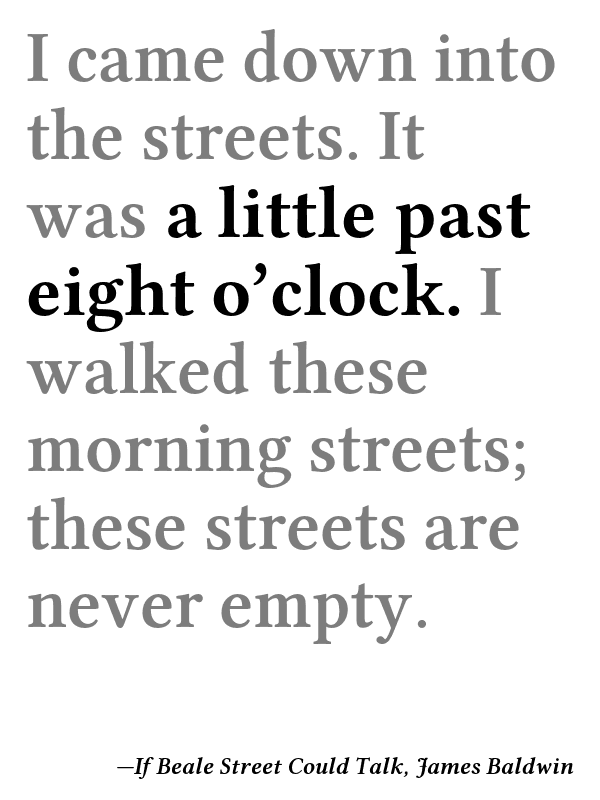 I came down into
the streets. It
was a little past
eight o’clock. I
walked these
morning streets;
these streets are
never empty.
—If Beale Street Could Talk, James Baldwin